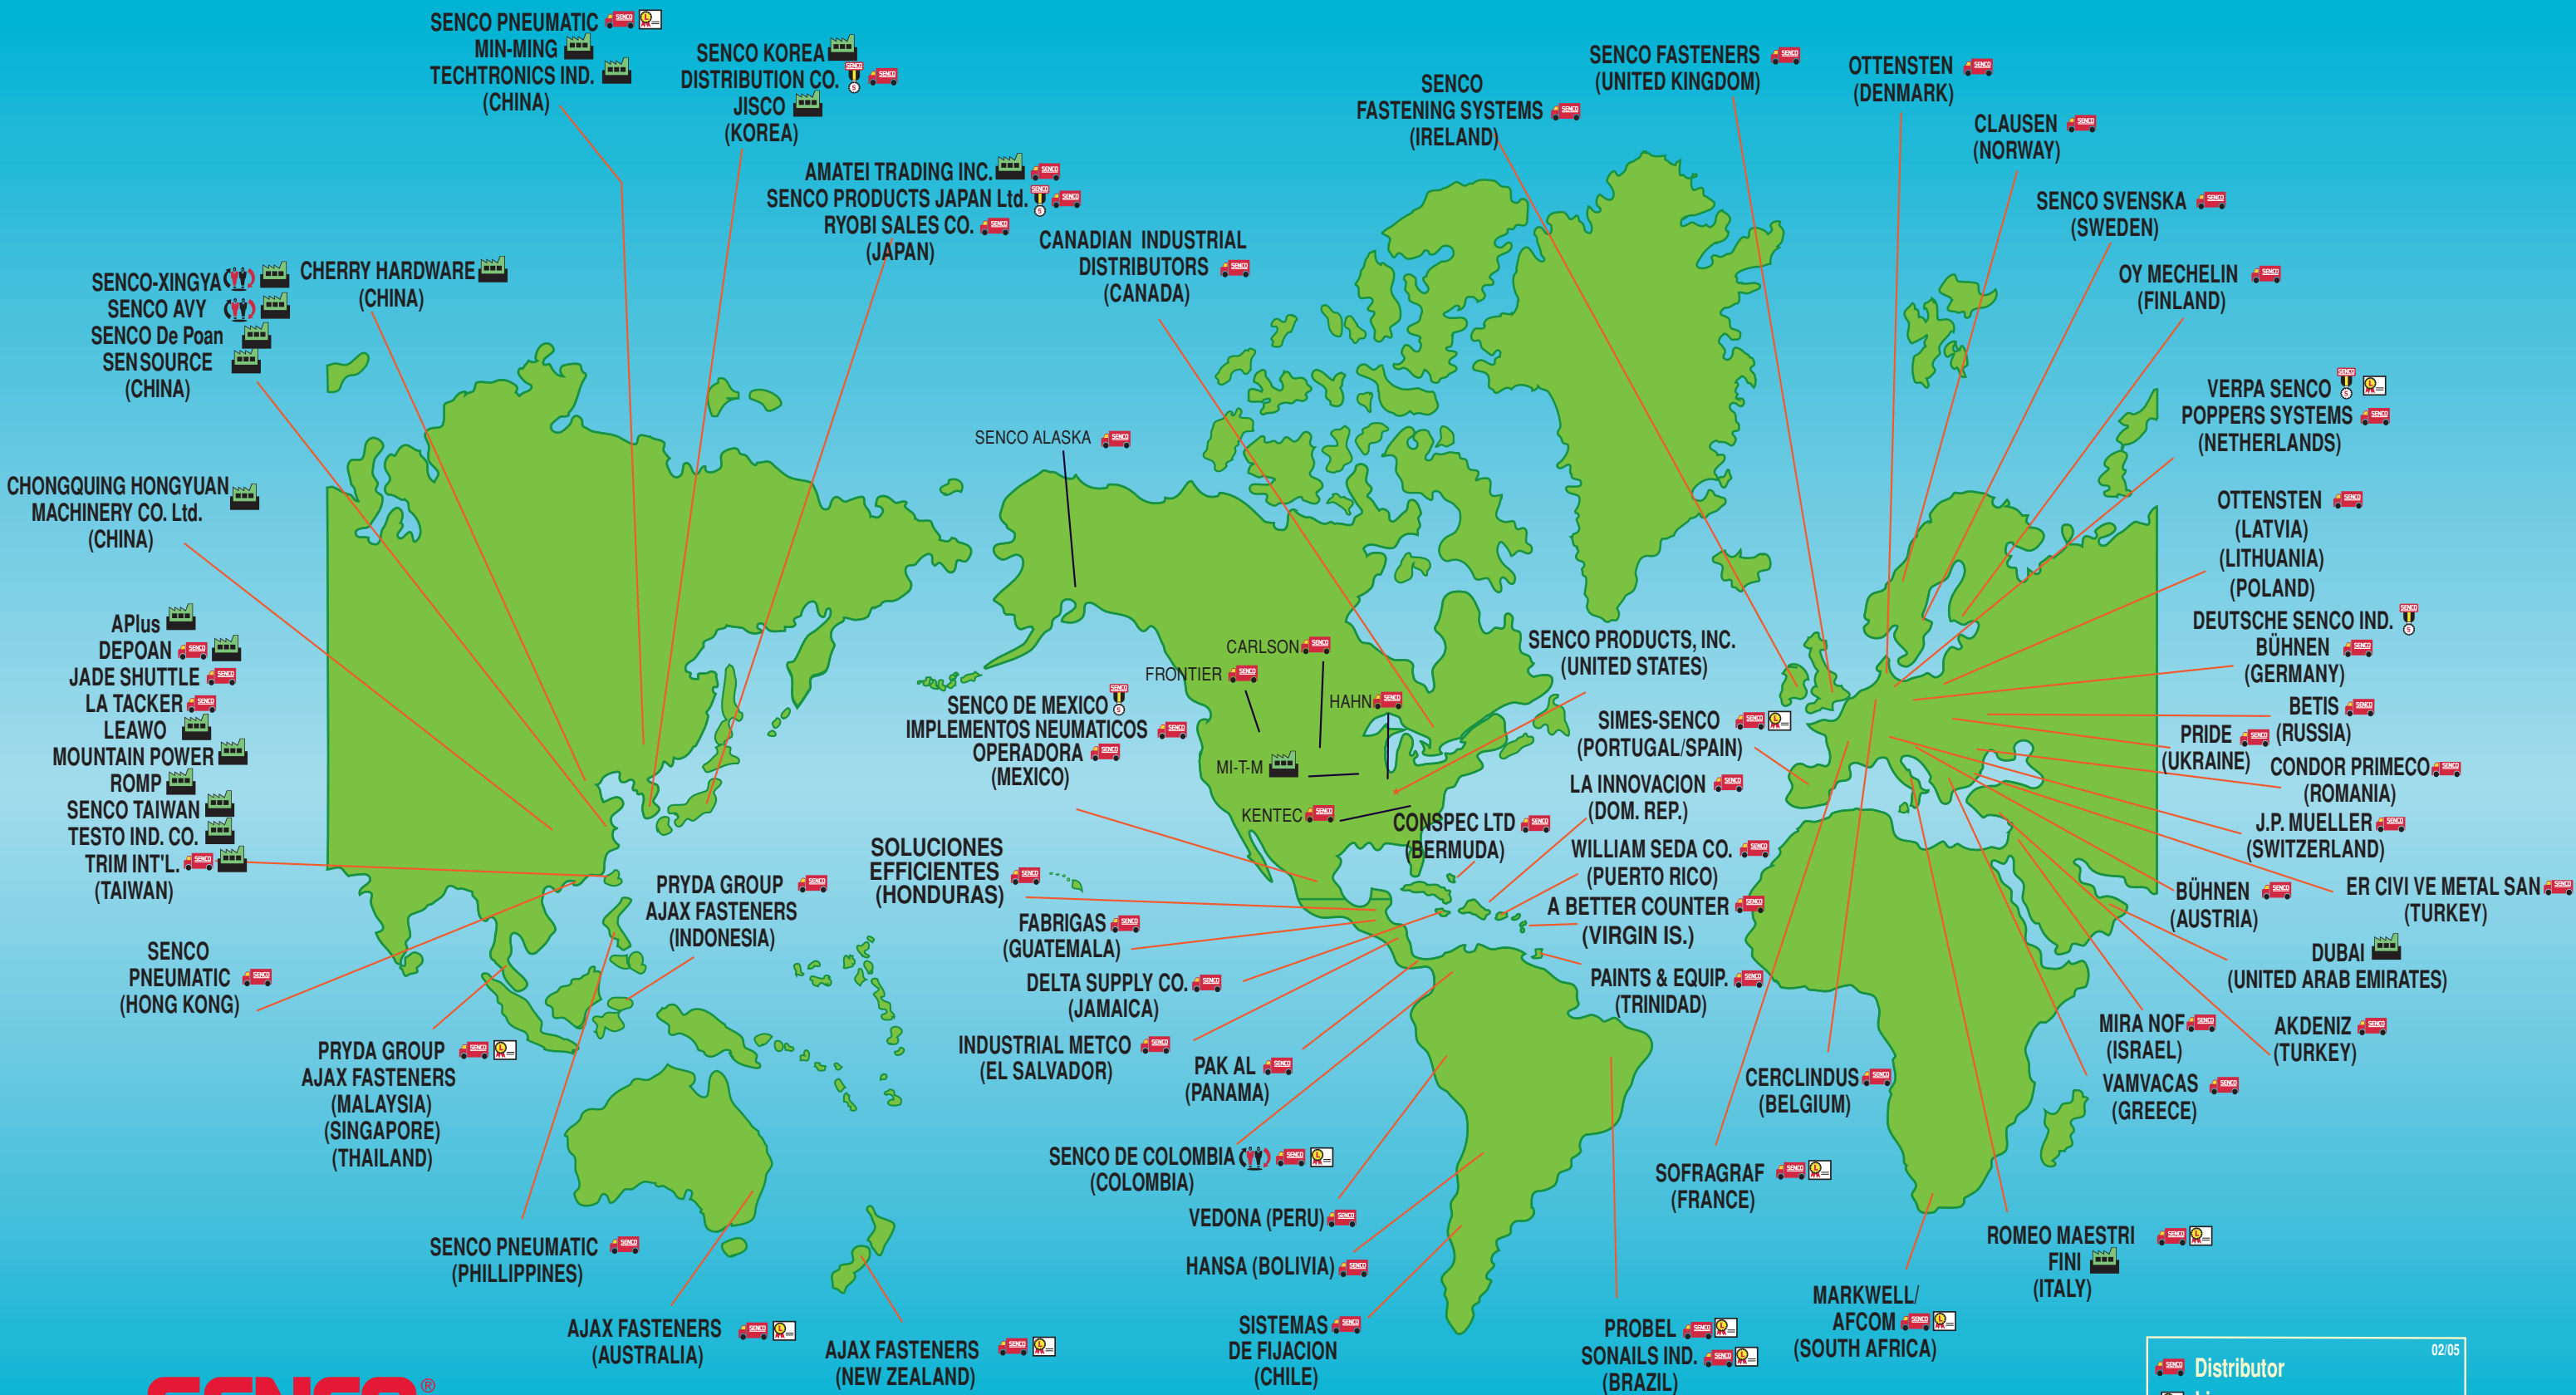 SENCO PNEUMATIC
MIN-MING
TECHTRONICS IND.
(CHINA)
SENCO KOREA
DISTRIBUTION CO.
JISCO
(KOREA)
AMATEI TRADING INC.
SENCO PRODUCTS JAPAN Ltd.
RYOBI SALES CO.
(JAPAN)
CANADIAN INDUSTRIAL
DISTRIBUTORS
(CANADA)
SENCO
FASTENING SYSTEMS
(IRELAND)
SENCO FASTENERS
(UNITED KINGDOM)
OTTENSTEN
(DENMARK)
CLAUSEN
(NORWAY)
SENCO SVENSKA
(SWEDEN)
OY MECHELIN
(FINLAND)
SENCO-XINGYA
SENCO AVY
SENCO De Poan
SENSOURCE
(CHINA)
CHERRY HARDWARE
(CHINA)
VERPA SENCO
POPPERS SYSTEMS
(NETHERLANDS)
SENCO ALASKA
CHONGQUING HONGYUAN
MACHINERY CO. Ltd.
(CHINA)
OTTENSTEN
(LATVIA)
(LITHUANIA)
(POLAND)
APlus
DEPOAN
JADE SHUTTLE
LA TACKER
LEAWO
MOUNTAIN POWER
ROMP
SENCO TAIWAN
TESTO IND. CO.
TRIM INT'L.
(TAIWAN)
CARLSON
FRONTIER
HAHN
MI-T-M
KENTEC
SENCO PRODUCTS, INC.
(UNITED STATES)
DEUTSCHE SENCO IND.
BÜHNEN
(GERMANY)
SENCO DE MEXICO
IMPLEMENTOS NEUMATICOS
OPERADORA
(MEXICO)
SIMES-SENCO
(PORTUGAL/SPAIN)
BETIS
(RUSSIA)
PRIDE
(UKRAINE)
CONDOR PRIMECO
(ROMANIA)
LA INNOVACION
(DOM. REP.)
CONSPEC LTD
(BERMUDA)
J.P. MUELLER
(SWITZERLAND)
SOLUCIONES
EFFICIENTES
(HONDURAS)
WILLIAM SEDA CO.
(PUERTO RICO)
A BETTER COUNTER
(VIRGIN IS.)
BÜHNEN
(AUSTRIA)
ER CIVI VE METAL SAN
(TURKEY)
PRYDA GROUP
AJAX FASTENERS
(INDONESIA)
FABRIGAS
(GUATEMALA)
SENCO
PNEUMATIC
(HONG KONG)
DUBAI
(UNITED ARAB EMIRATES)
DELTA SUPPLY CO.
(JAMAICA)
PAINTS & EQUIP.
(TRINIDAD)
MIRA NOF
(ISRAEL)
AKDENIZ
(TURKEY)
INDUSTRIAL METCO
(EL SALVADOR)
PRYDA GROUP
AJAX FASTENERS
(MALAYSIA)
(SINGAPORE)
(THAILAND)
PAK AL
(PANAMA)
CERCLINDUS
(BELGIUM)
VAMVACAS
(GREECE)
SENCO DE COLOMBIA
(COLOMBIA)
SOFRAGRAF
(FRANCE)
VEDONA (PERU)
SENCO PNEUMATIC
(PHILLIPPINES)
HANSA (BOLIVIA)
ROMEO MAESTRI
FINI
(ITALY)
MARKWELL/
AFCOM
(SOUTH AFRICA)
AJAX FASTENERS
(AUSTRALIA)
AJAX FASTENERS
(NEW ZEALAND)
SISTEMAS
DE FIJACION
(CHILE)
PROBEL
SONAILS IND.
(BRAZIL)
SENCO®
02/05
Distributor